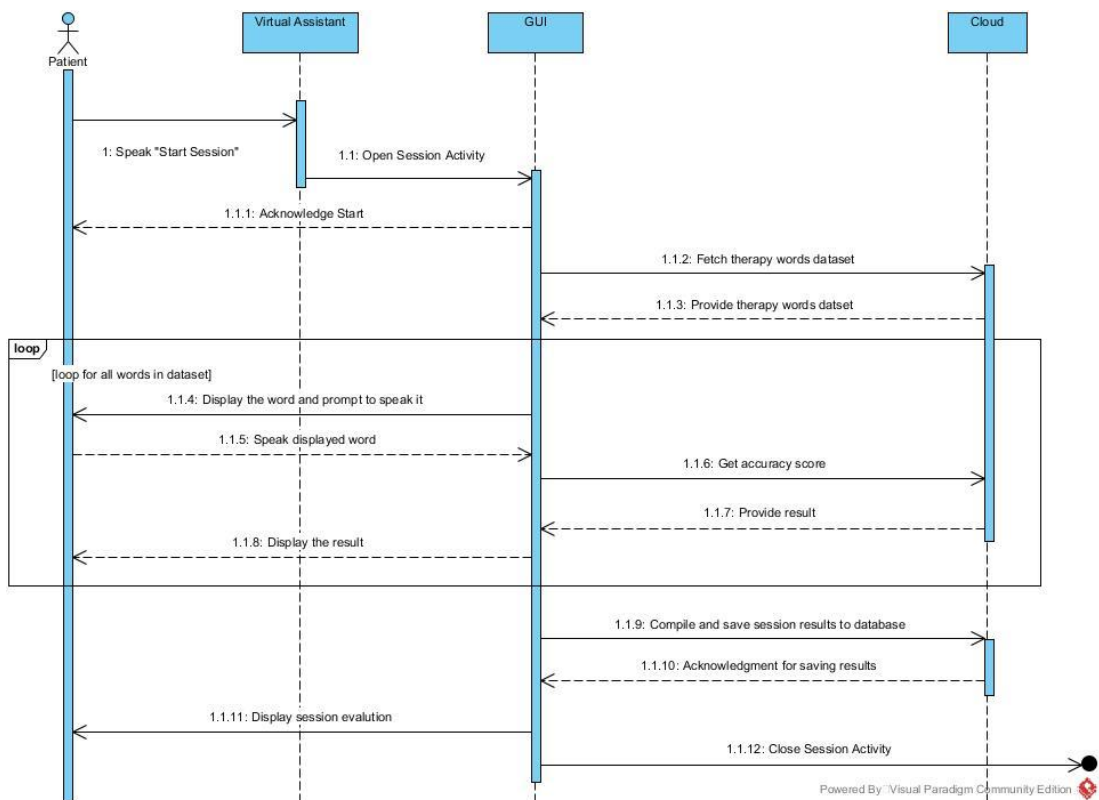 Virtual Assistant
GUI
Cloud
Patient
1: Speak "Start Session"
1.1: Open Session Activity
1.1.1: Acknowledge Start
1.1.2: Fetch therapy words dataset
1.1.3: Provide therapy words datset
loop
[loop for all words in dataset]
1.1.4: Display the word and prompt to speak it
1.1.5: Speak displayed word
1.1.6: Get accuracy score
1.1.7: Provide result
1.1.8: Display the result
1.1.9: Compile and save session results to database
1.1.10: Acknowledgment for saving results
1.1.11: Display session evalution
1.1.12: Close Session Activity
Powered By Visual Paradigm Community Edition